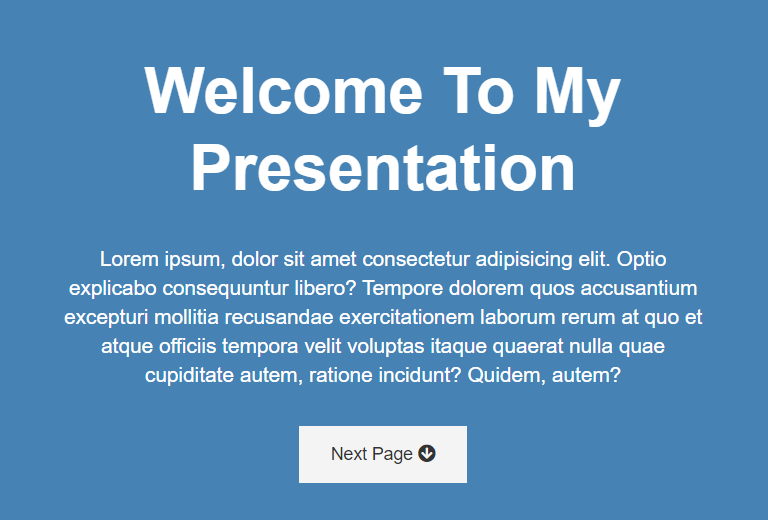 Welcome To My
Presentation
Lorem ipsum, dolor sit amet consectetur adipisicing elit. Optio
explicabo consequuntur libero? Tempore dolorem quos accusantium
excepturi mollitia recusandae exercitationem laborum rerum at quo et
atque officiis tempora velit voluptas itaque quaerat nulla quae
cupiditate autem, ratione incidunt? Quidem, autem?
Next Page